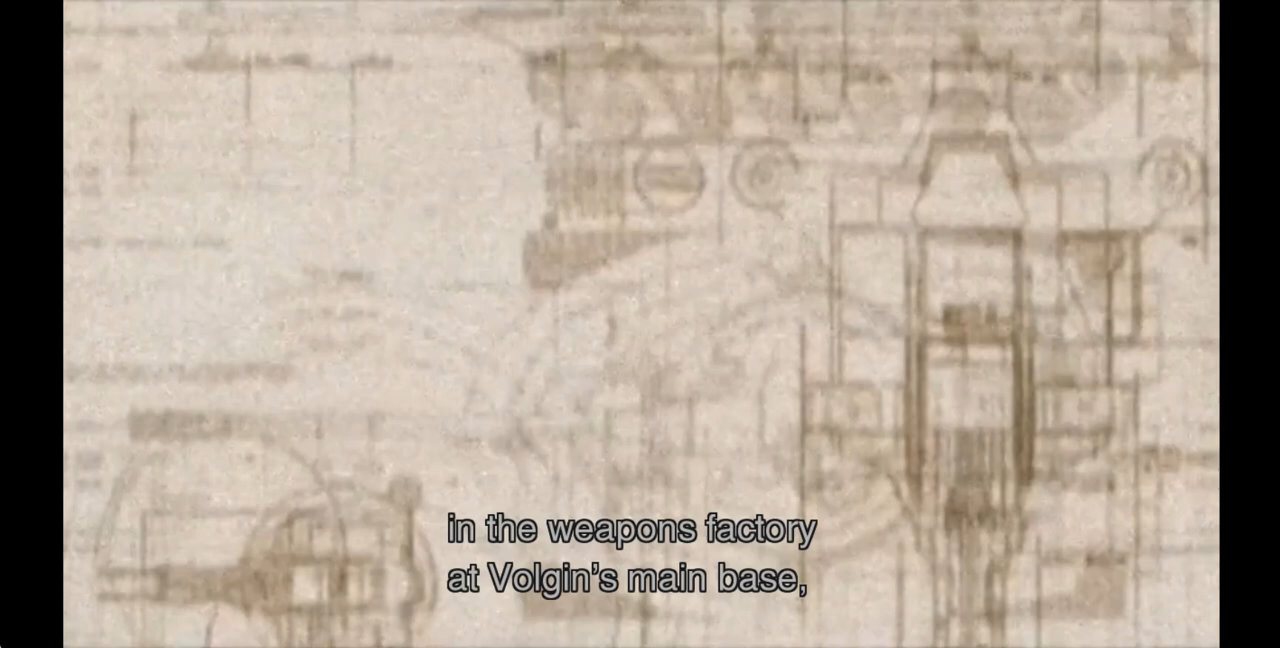 in the weapons factory
at Volgin's main base,